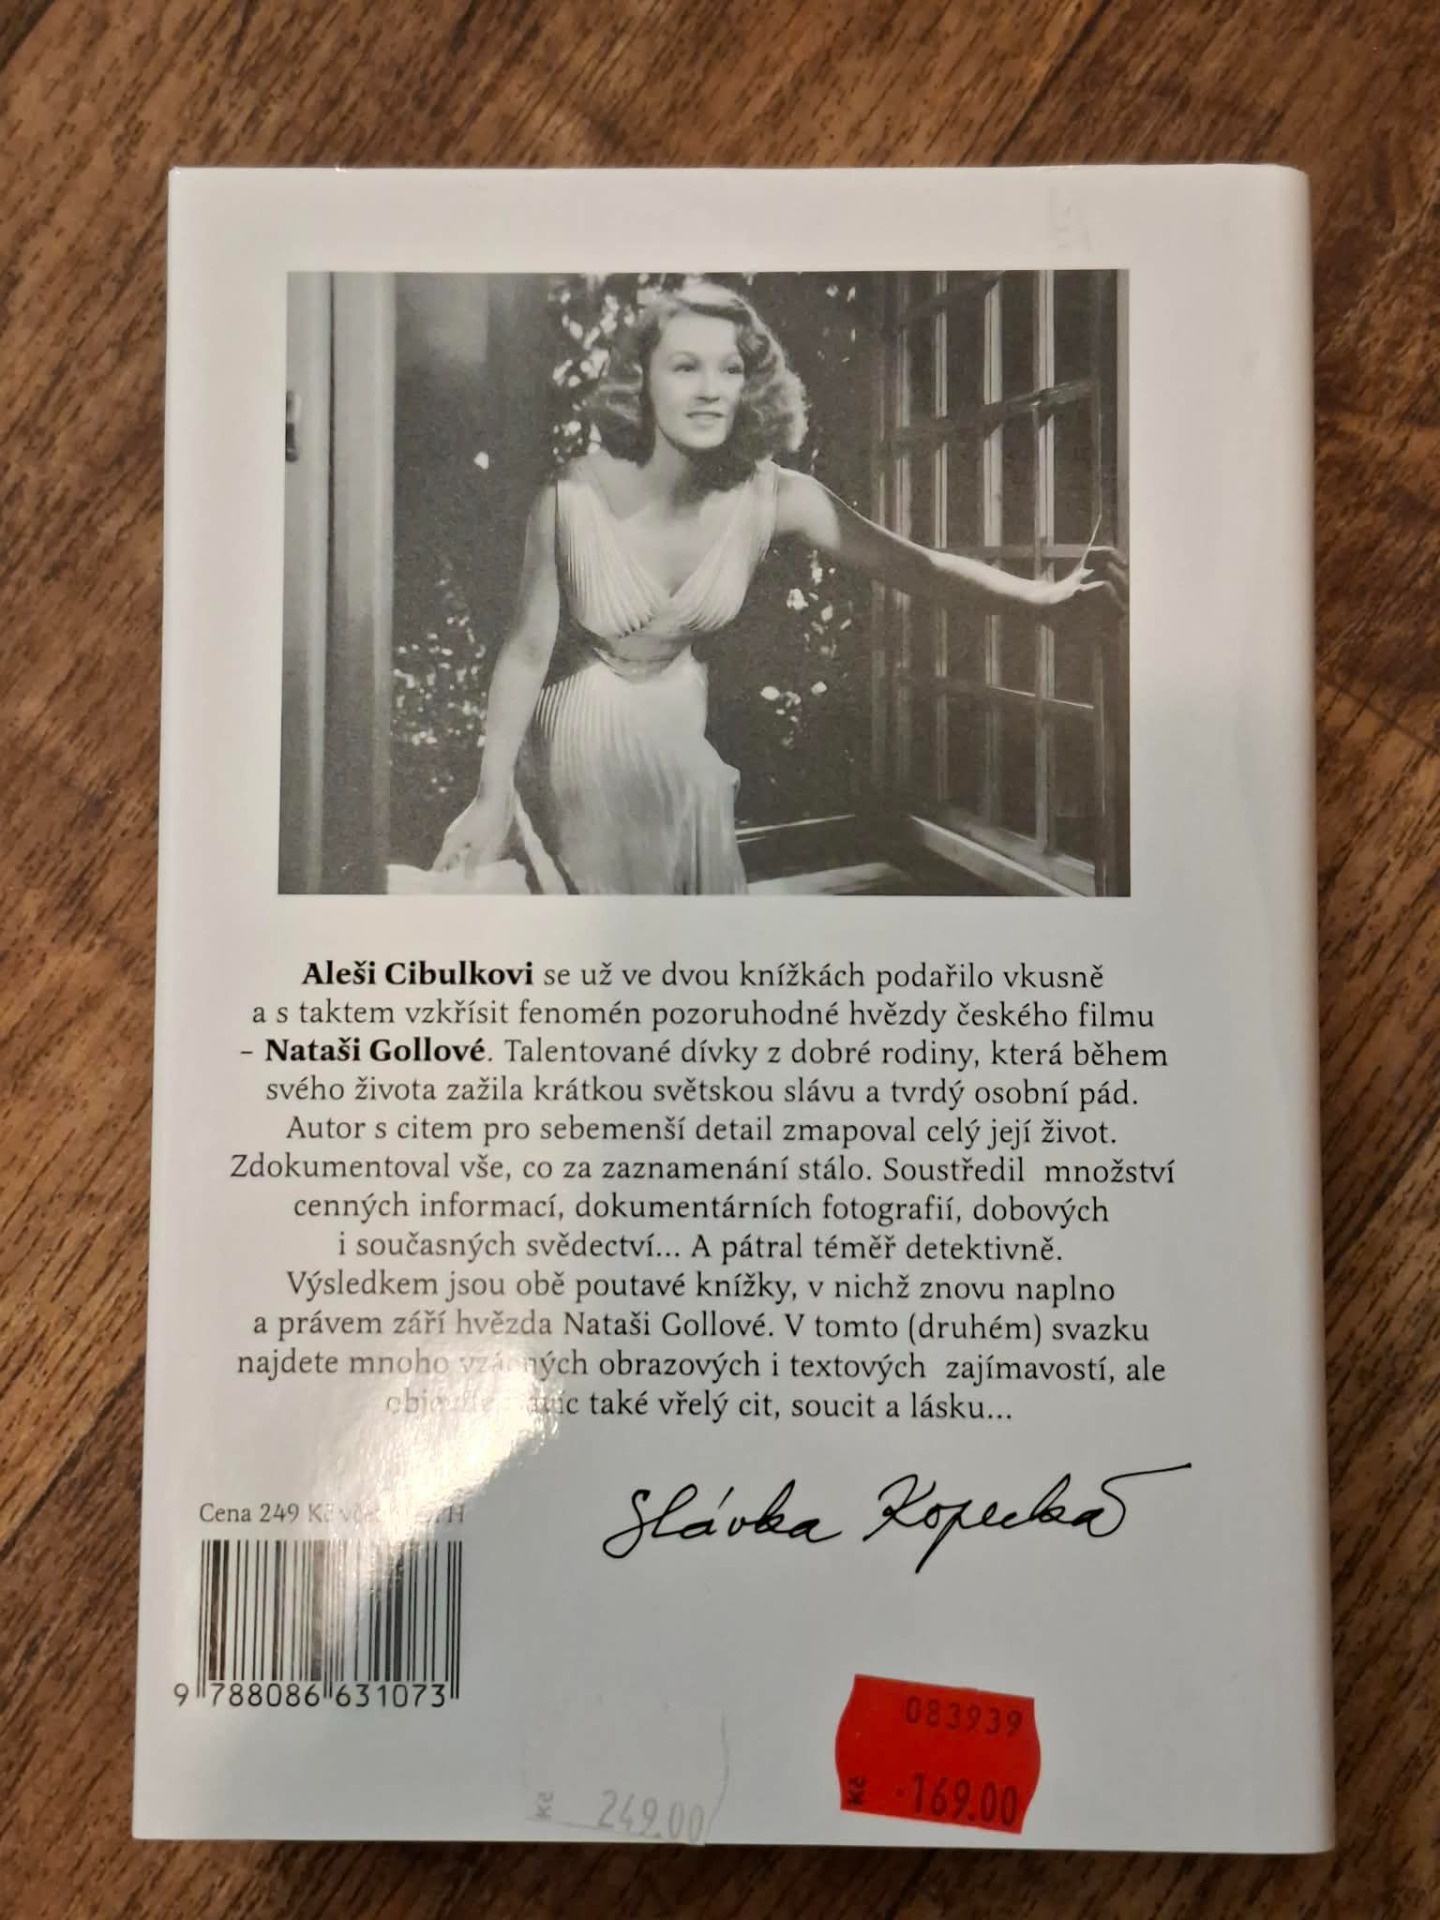 Aleši Cibulkovi se už ve dvou knížkách podařilo vkusně
a s taktem vzkřísit fenomén pozoruhodné hvězdy českého filmu
– Nataši Gollové. Talentované dívky z dobré rodiny, která během
svého života zažila krátkou světskou slávu a tvrdý osobní pád.
Autor s citem pro sebemenší detail zmapoval celý její život.
Zdokumentoval vše, co za zaznamenání stálo. Soustředil množství
cenných informací, dokumentárních fotografií, dobových
i současných svědectví... A pátral téměř detektivně.
Výsledkem jsou obě poutavé knížky, v nichž znovu naplno
a právem září hvězda Nataši Gollové. V tomto (druhém) svazku
najdete mnoho vzácných obrazových i textových zajímavostí, ale
také vřelý cit, soucit a lásku...
Slávka Kopecká
Cena 249 Kč včetně DPH
9 788086 631073
083939
Kč 169.00
Kč 249.00